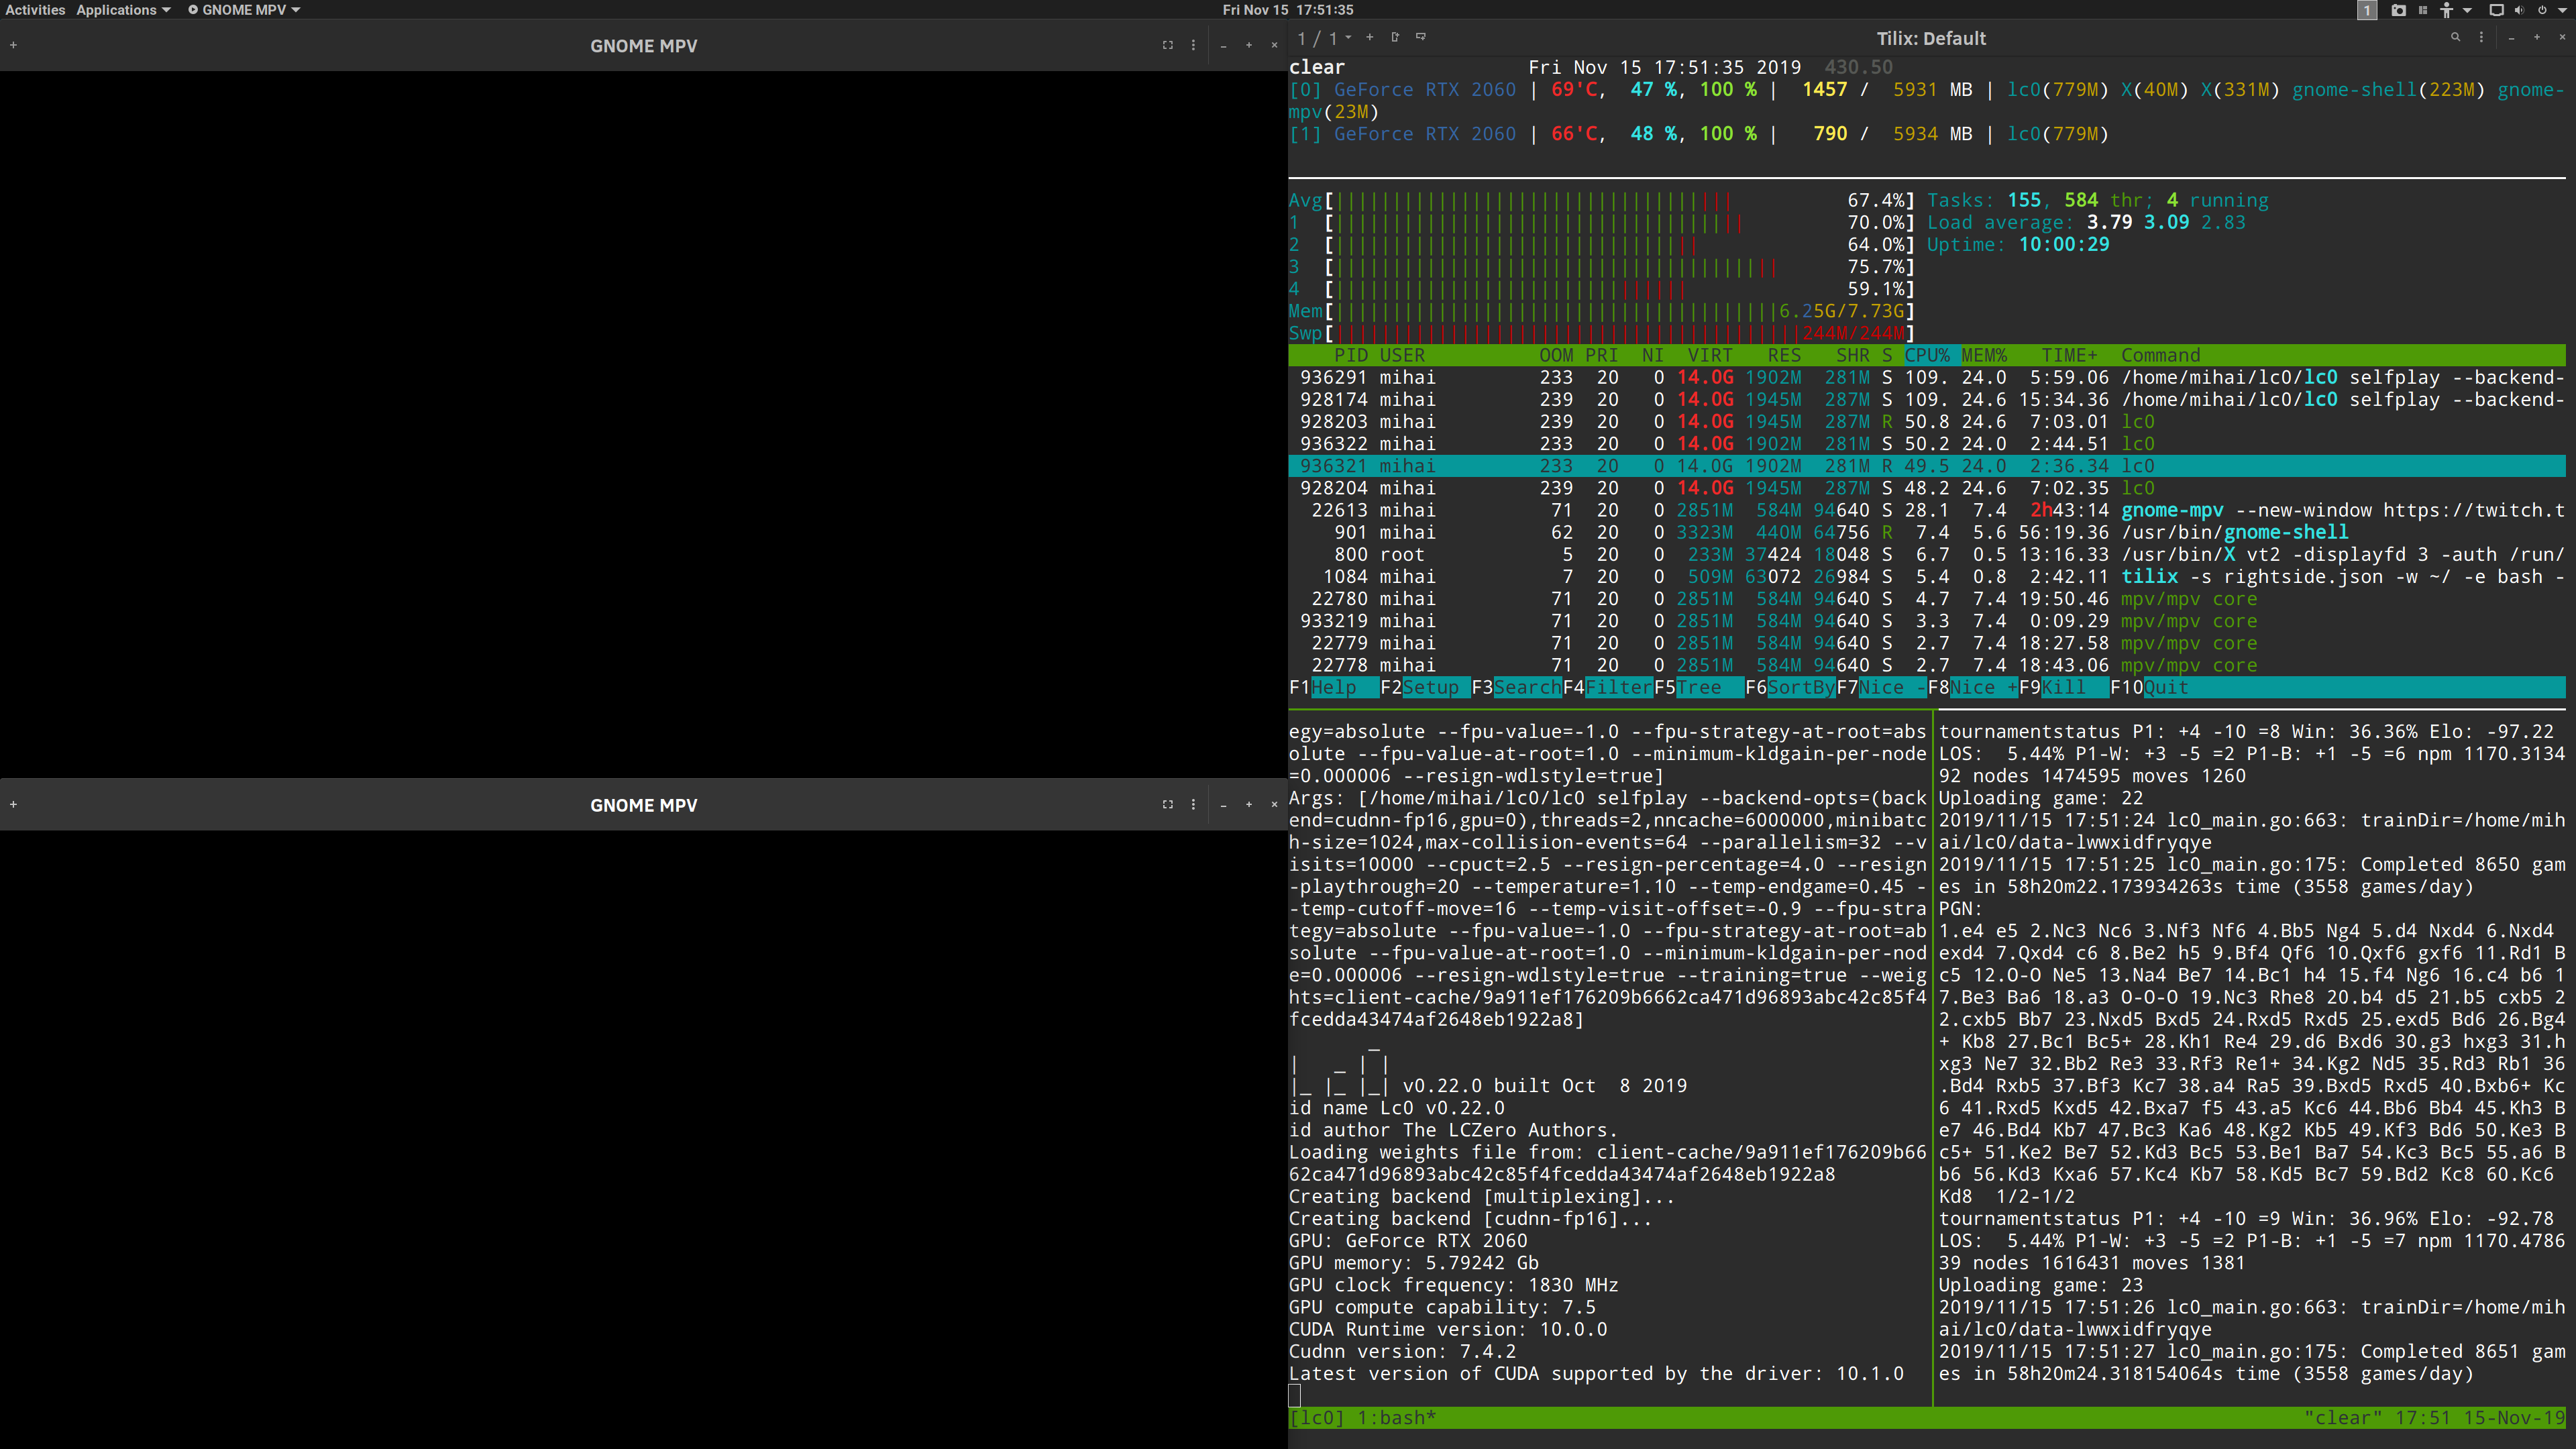 Activities Applications GNOME MPV Fri Nov 15 17:51:35 1
GNOME MPV
GNOME MPV
1 / 1 Tilix: Default
clear Fri Nov 15 17:51:35 2019 430.50
[0] GeForce RTX 2060 | 69'C, 47 %, 100 % | 1457 / 5931 MB | lc0(779M) X(40M) X(331M) gnome-shell(223M) gnome-
mpv(23M)
[1] GeForce RTX 2060 | 66'C, 48 %, 100 % | 790 / 5934 MB | lc0(779M)
Avg[ 67.4%] Tasks: 155, 584 thr; 4 running
1 [ 70.0%] Load average: 3.79 3.09 2.83
2 [ 64.0%] Uptime: 10:00:29
3 [ 75.7%]
4 [ 59.1%]
Mem[ 6.25G/7.73G]
Swp[ 244M/244M]
PID USER OOM PRI NI VIRT RES SHR S CPU% MEM% TIME+ Command
936291 mihai 233 20 0 14.0G 1902M 281M S 109. 24.0 5:59.06 /home/mihai/lc0/lc0 selfplay --backend-
928174 mihai 239 20 0 14.0G 1945M 287M S 109. 24.6 15:34.36 /home/mihai/lc0/lc0 selfplay --backend-
928203 mihai 239 20 0 14.0G 1945M 287M R 50.8 24.6 7:03.01 lc0
936322 mihai 233 20 0 14.0G 1902M 281M S 50.2 24.0 2:44.51 lc0
936321 mihai 233 20 0 14.0G 1902M 281M R 49.5 24.0 2:36.34 lc0
928204 mihai 239 20 0 14.0G 1945M 287M S 48.2 24.6 7:02.35 lc0
22613 mihai 71 20 0 2851M 584M 94640 S 28.1 7.4 2h43:14 gnome-mpv --new-window https://twitch.t
901 mihai 62 20 0 3323M 440M 64756 R 7.4 5.6 56:19.36 /usr/bin/gnome-shell
800 root 5 20 0 233M 37424 18048 S 6.7 0.5 13:16.33 /usr/bin/X vt2 -displayfd 3 -auth /run/
1084 mihai 7 20 0 509M 63072 26984 S 5.4 0.8 2:42.11 tilix -s rightside.json -w ~/ -e bash -
22780 mihai 71 20 0 2851M 584M 94640 S 4.7 7.4 19:50.46 mpv/mpv core
933219 mihai 71 20 0 2851M 584M 94640 S 3.3 7.4 0:09.29 mpv/mpv core
22779 mihai 71 20 0 2851M 584M 94640 S 2.7 7.4 18:27.58 mpv/mpv core
22778 mihai 71 20 0 2851M 584M 94640 S 2.7 7.4 18:43.06 mpv/mpv core
F1Help F2Setup F3SearchF4FilterF5Tree F6SortByF7Nice -F8Nice +F9Kill F10Quit
egy=absolute --fpu-value=-1.0 --fpu-strategy-at-root=abs
olute --fpu-value-at-root=1.0 --minimum-kldgain-per-node
=0.000006 --resign-wdlstyle=true]
Args: [/home/mihai/lc0/lc0 selfplay --backend-opts=(back
end=cudnn-fp16,gpu=0),threads=2,nncache=6000000,minibatc
h-size=1024,max-collision-events=64 --parallelism=32 --v
isits=10000 --cpuct=2.5 --resign-percentage=4.0 --resign
-playthrough=20 --temperature=1.10 --temp-endgame=0.45 -
-temp-cutoff-move=16 --temp-visit-offset=-0.9 --fpu-stra
tegy=absolute --fpu-value=-1.0 --fpu-strategy-at-root=ab
solute --fpu-value-at-root=1.0 --minimum-kldgain-per-nod
e=0.000006 --resign-wdlstyle=true --training=true --weig
hts=client-cache/9a911ef176209b6662ca471d96893abc42c85f4
fcedda43474af2648eb1922a8]
       _
|   _ | |
|_ |_ |_| v0.22.0 built Oct  8 2019
id name Lc0 v0.22.0
id author The LCZero Authors.
Loading weights file from: client-cache/9a911ef176209b66
62ca471d96893abc42c85f4fcedda43474af2648eb1922a8
Creating backend [multiplexing]...
Creating backend [cudnn-fp16]...
GPU: GeForce RTX 2060
GPU memory: 5.79242 Gb
GPU clock frequency: 1830 MHz
GPU compute capability: 7.5
CUDA Runtime version: 10.0.0
Cudnn version: 7.4.2
Latest version of CUDA supported by the driver: 10.1.0
tournamentstatus P1: +4 -10 =8 Win: 36.36% Elo: -97.22
LOS:  5.44% P1-W: +3 -5 =2 P1-B: +1 -5 =6 npm 1170.3134
92 nodes 1474595 moves 1260
Uploading game: 22
2019/11/15 17:51:24 lc0_main.go:663: trainDir=/home/mih
ai/lc0/data-lwwxidfryqye
2019/11/15 17:51:25 lc0_main.go:175: Completed 8650 gam
es in 58h20m22.173934263s time (3558 games/day)
PGN:
1.e4 e5 2.Nc3 Nc6 3.Nf3 Nf6 4.Bb5 Ng4 5.d4 Nxd4 6.Nxd4
exd4 7.Qxd4 c6 8.Be2 h5 9.Bf4 Qf6 10.Qxf6 gxf6 11.Rd1 B
c5 12.O-O Ne5 13.Na4 Be7 14.Bc1 h4 15.f4 Ng6 16.c4 b6 1
7.Be3 Ba6 18.a3 O-O-O 19.Nc3 Rhe8 20.b4 d5 21.b5 cxb5 2
2.cxb5 Bb7 23.Nxd5 Bxd5 24.Rxd5 Rxd5 25.exd5 Bd6 26.Bg4
+ Kb8 27.Bc1 Bc5+ 28.Kh1 Re4 29.d6 Bxd6 30.g3 hxg3 31.h
xg3 Ne7 32.Bb2 Re3 33.Rf3 Re1+ 34.Kg2 Nd5 35.Rd3 Rb1 36
.Bd4 Rxb5 37.Bf3 Kc7 38.a4 Ra5 39.Bxd5 Rxd5 40.Bxb6+ Kc
6 41.Rxd5 Kxd5 42.Bxa7 f5 43.a5 Kc6 44.Bb6 Bb4 45.Kh3 B
e7 46.Bd4 Kb7 47.Bc3 Ka6 48.Kg2 Kb5 49.Kf3 Bd6 50.Ke3 B
c5+ 51.Ke2 Be7 52.Kd3 Bc5 53.Be1 Ba7 54.Kc3 Bc5 55.a6 B
b6 56.Kd3 Kxa6 57.Kc4 Kb7 58.Kd5 Bc7 59.Bd2 Kc8 60.Kc6
Kd8  1/2-1/2
tournamentstatus P1: +4 -10 =9 Win: 36.96% Elo: -92.78
LOS:  5.44% P1-W: +3 -5 =2 P1-B: +1 -5 =7 npm 1170.4786
39 nodes 1616431 moves 1381
Uploading game: 23
2019/11/15 17:51:26 lc0_main.go:663: trainDir=/home/mih
ai/lc0/data-lwwxidfryqye
2019/11/15 17:51:27 lc0_main.go:175: Completed 8651 gam
es in 58h20m24.318154064s time (3558 games/day)
[lc0] 1:bash* "clear" 17:51 15-Nov-19